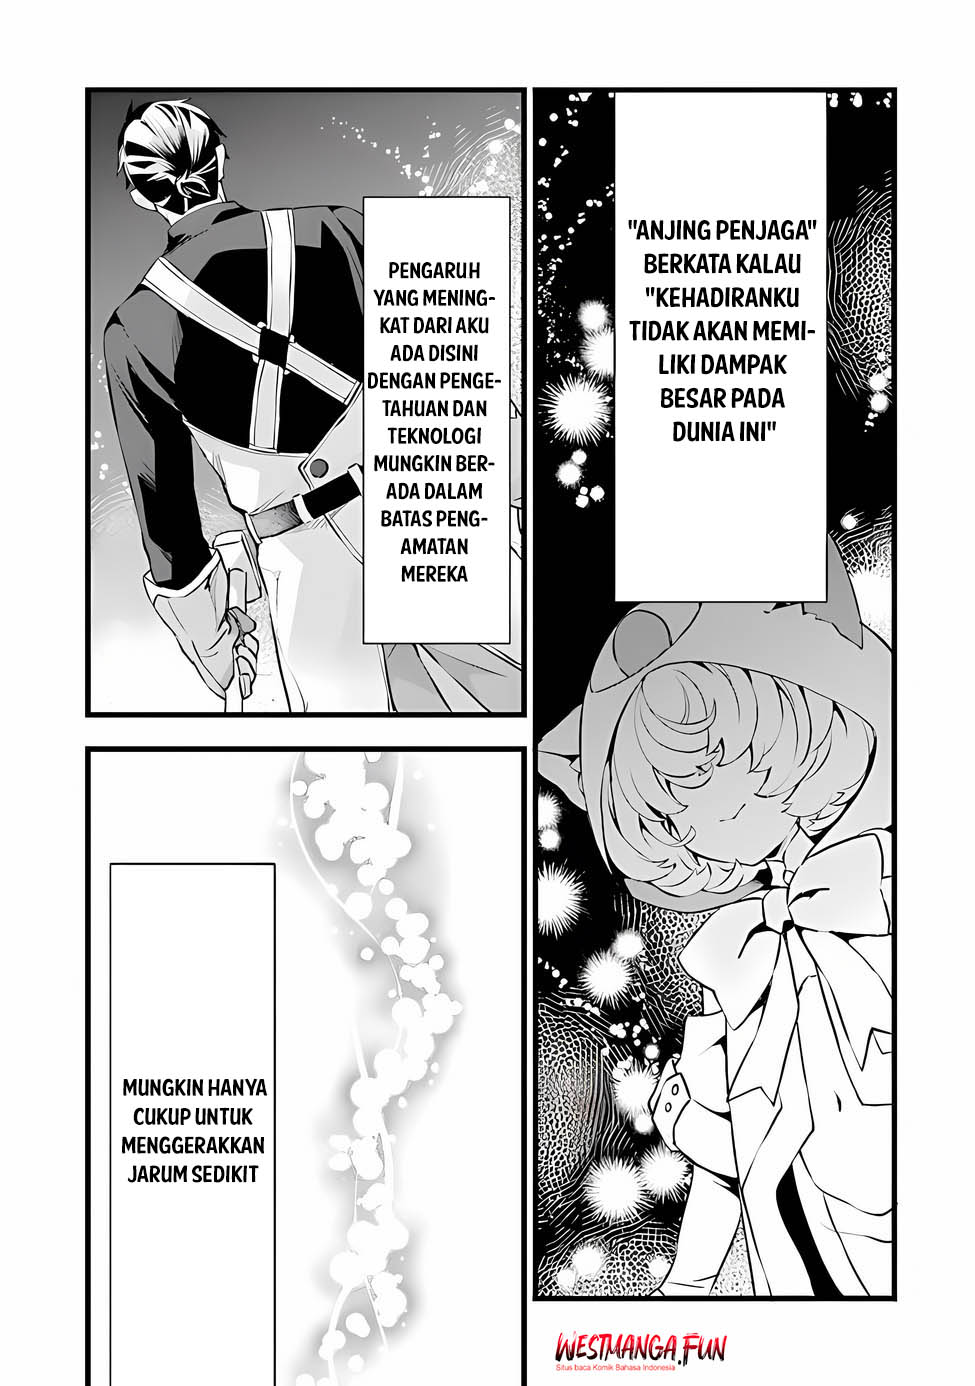 "ANJING PENJAGA"
BERKATA KALAU
"KEHADIRANKU
TIDAK AKAN MEMI-
LIKI DAMPAK
BESAR PADA
DUNIA INI"
PENGARUH
YANG MENING-
KAT DARI AKU
ADA DISINI
DENGAN PENGE-
TAHUAN DAN
TEKNOLOGI
MUNGKIN BER-
ADA DALAM
BATAS PENG-
AMATAN
MEREKA
MUNGKIN HANYA
CUKUP UNTUK
MENGGERAKKAN
JARUM SEDIKIT
WESTMANGA.FUN
Situs baca Komik Bahasa Indonesia